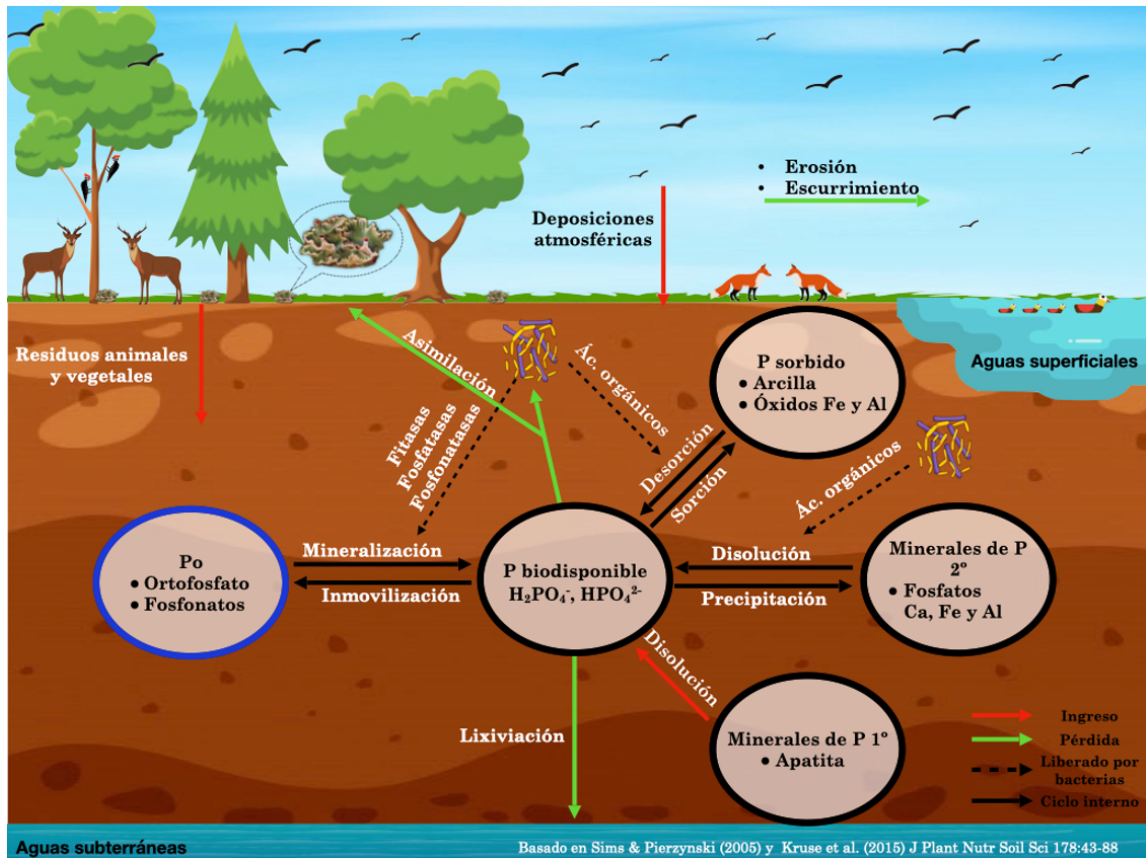 • Erosión
• Escurrimiento
Deposiciones
atmosféricas
Residuos animales
y vegetales
Asimilación
Ác. orgánicos
P sorbido
• Arcilla
• Óxidos Fe y Al
Aguas superficiales
Fitasas
Fosfatasas
Fosfonatasas
Desorción
Sorción
Ác. orgánicos
Po
• Ortofosfato
• Fosfonatos
Mineralización
Inmovilización
P biodisponible
H₂PO₄⁻, HPO₄²⁻
Disolución
Precipitación
Minerales de P
2º
• Fosfatos
Ca, Fe y Al
Disolución
Lixiviación
Minerales de P 1º
• Apatita
Ingreso
Pérdida
Liberado por
bacterias
Ciclo interno
Aguas subterráneas
Basado en Sims & Pierzynski (2005) y Kruse et al. (2015) J Plant Nutr Soil Sci 178:43-88